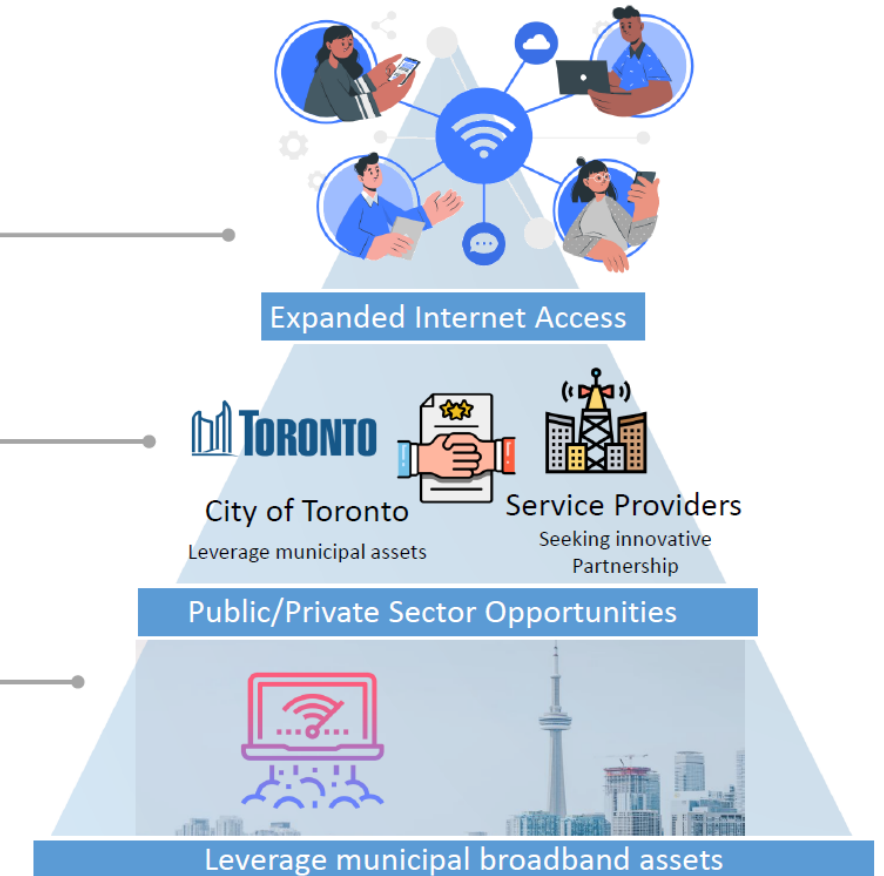 Expanded Internet Access
TORONTO
City of Toronto
Leverage municipal assets
Service Providers
Seeking innovative
Partnership
Public/Private Sector Opportunities
Leverage municipal broadband assets